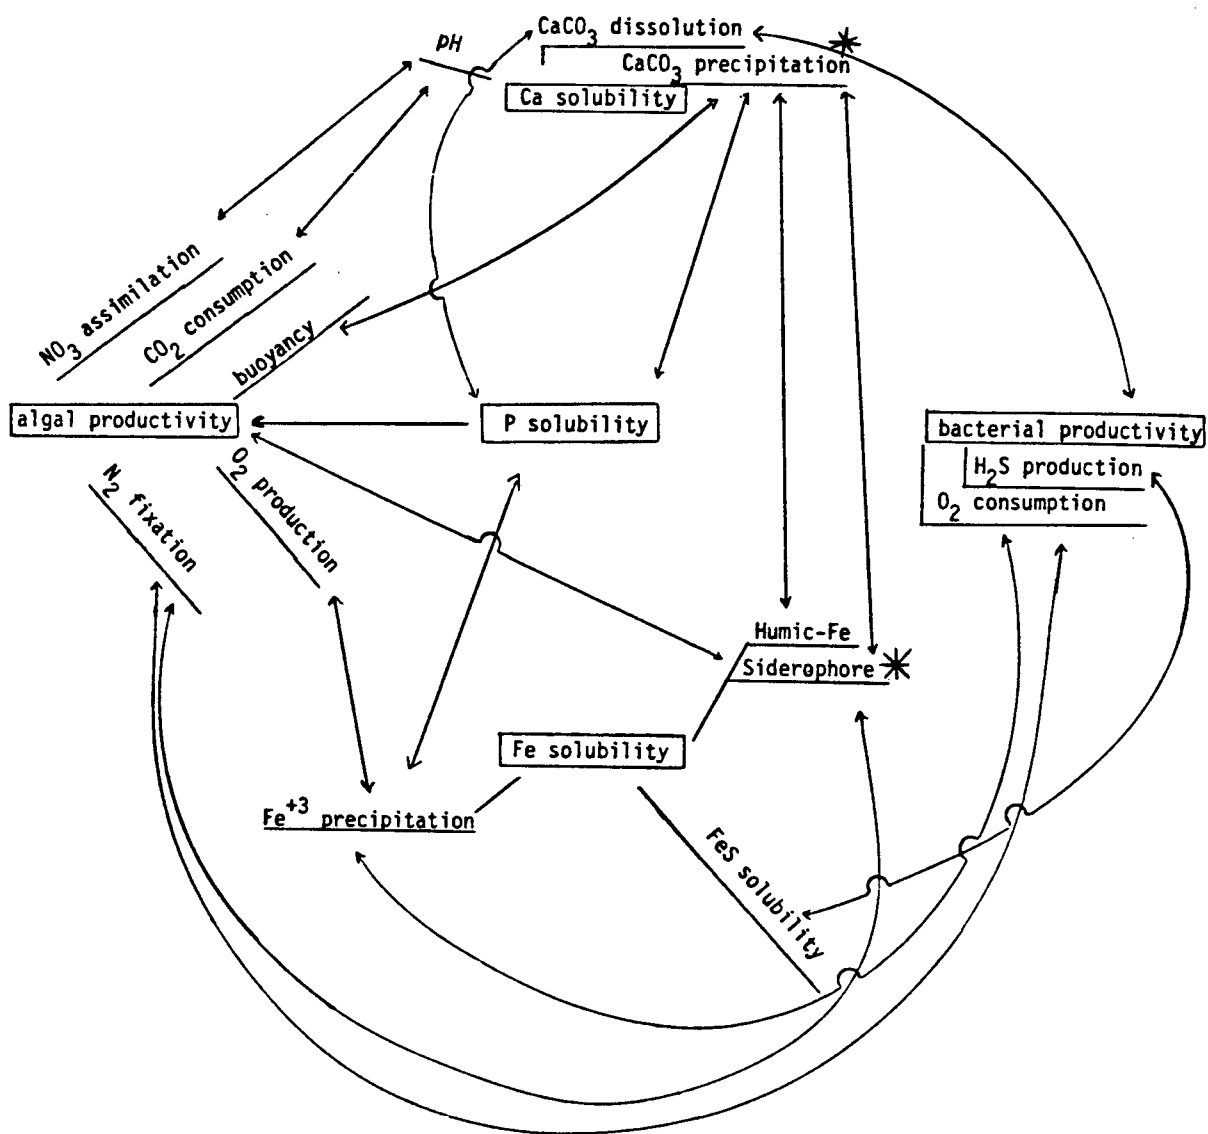 CaCO3 dissolution
pH
CaCO3 precipitation
Ca solubility
NO3 assimilation
CO2 consumption
buoyancy
algal productivity
P solubility
bacterial productivity
H2S production
O2 consumption
N2 fixation
O2 production
Humic-Fe
Siderophore
Fe solubility
Fe+3 precipitation
FeS solubility